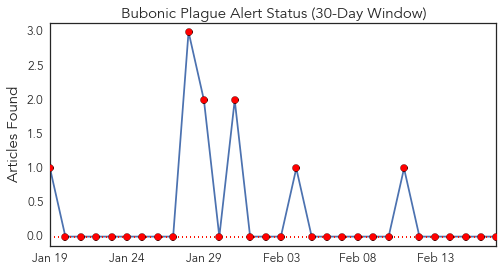 Bubonic Plague Alert Status (30-Day Window)
Articles Found
3.0
2.5
2.0
1.5
1.0
0.5
0.0
Jan 19 Jan 24 Jan 29 Feb 03 Feb 08 Feb 13